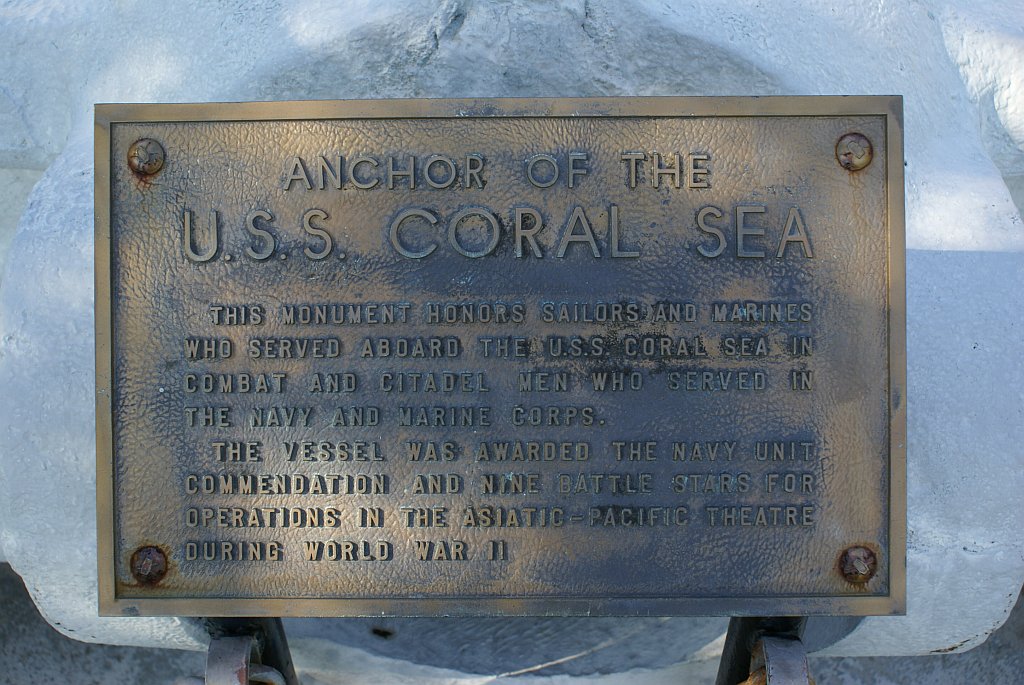 ANCHOR OF THE
U.S.S. CORAL SEA
THIS MONUMENT HONORS SAILORS AND MARINES
WHO SERVED ABOARD THE U.S.S. CORAL SEA IN
COMBAT AND CITADEL MEN WHO SERVED IN
THE NAVY AND MARINE CORPS.
THE VESSEL WAS AWARDED THE NAVY UNIT
COMMENDATION AND NINE BATTLE STARS FOR
OPERATIONS IN THE ASIATIC-PACIFIC THEATRE
DURING WORLD WAR II